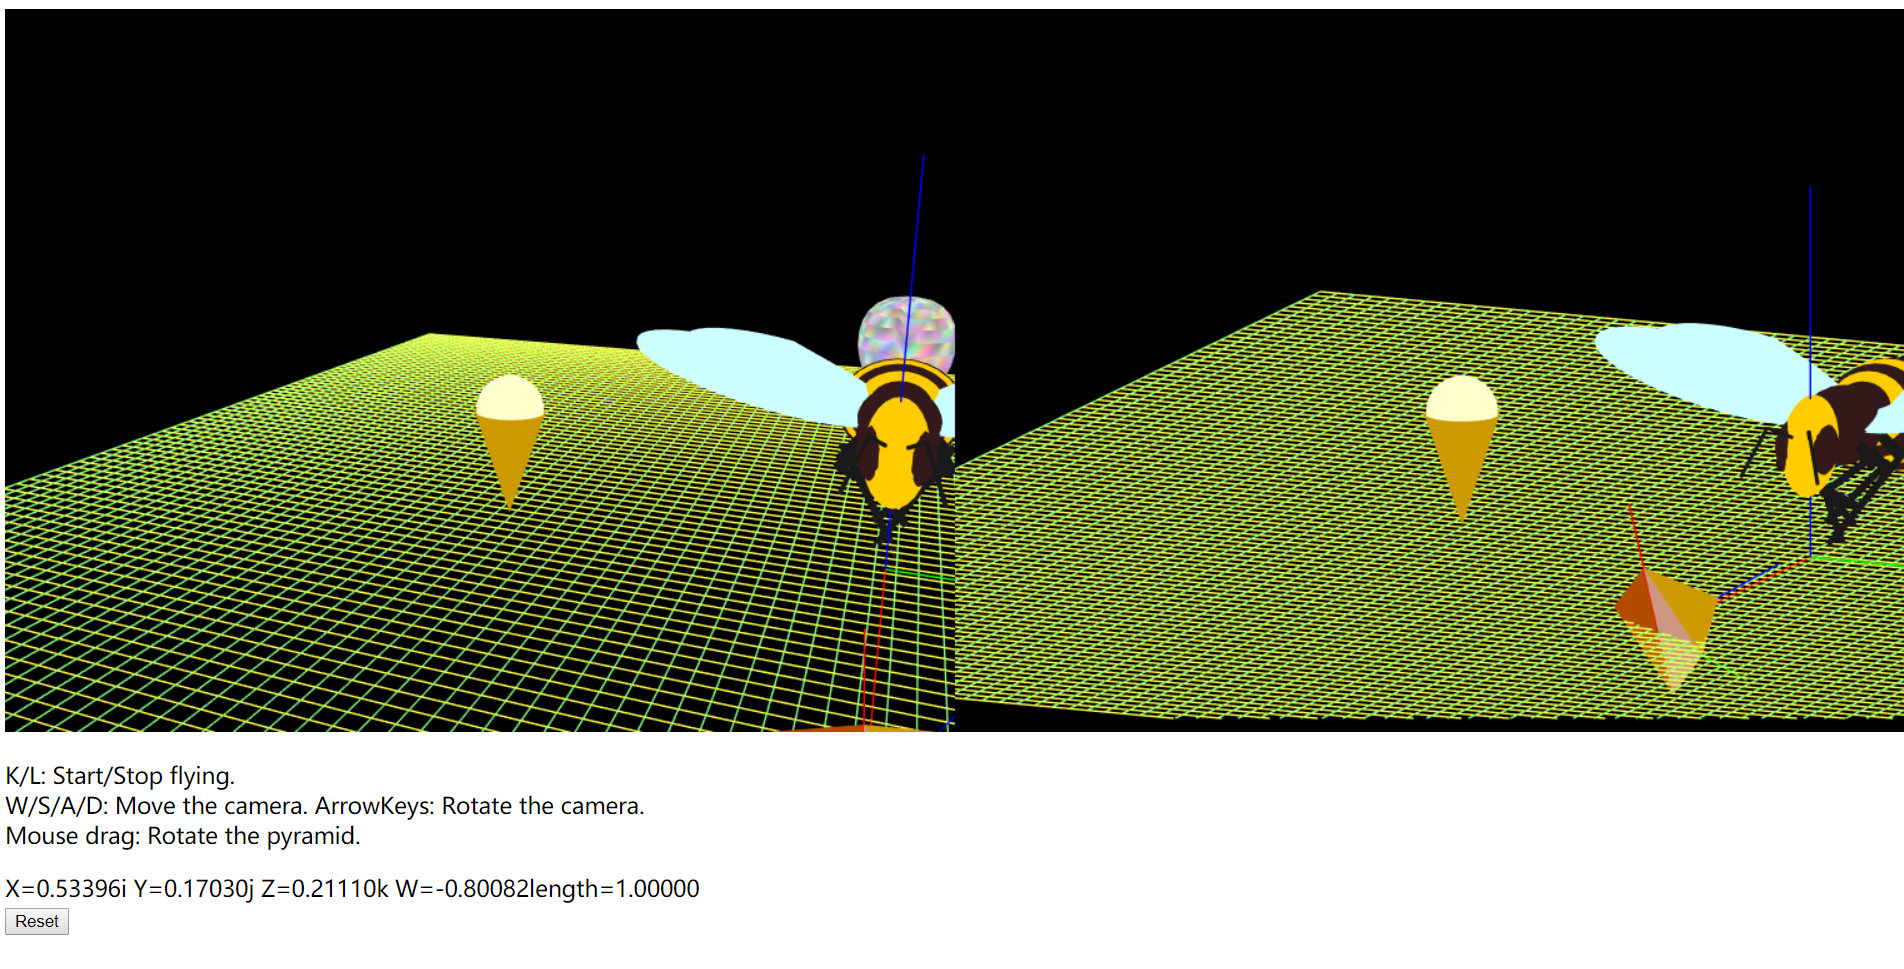 K/L: Start/Stop flying.
W/S/A/D: Move the camera. ArrowKeys: Rotate the camera.
Mouse drag: Rotate the pyramid.
X=0.53396i Y=0.17030j Z=0.21110k W=-0.80082length=1.00000
Reset